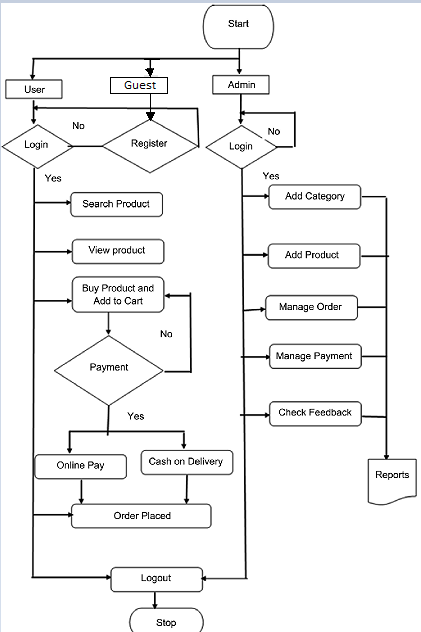 Start
User
Guest
Admin
No
No
Login
Register
Login
Yes
Yes
Search Product
Add Category
View product
Add Product
Buy Product and
Add to Cart
Manage Order
No
Payment
Manage Payment
Yes
Check Feedback
Online Pay
Cash on Delivery
Reports
Order Placed
Logout
Stop